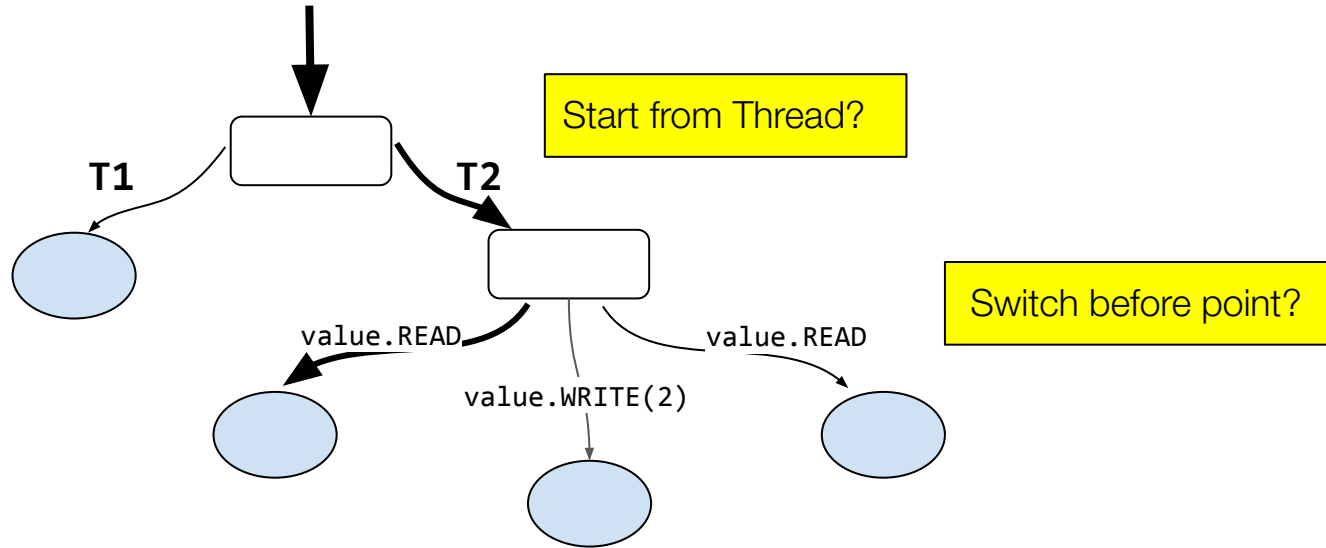 Start from Thread?
T1
T2
Switch before point?
value.READ
value.READ
value.WRITE(2)